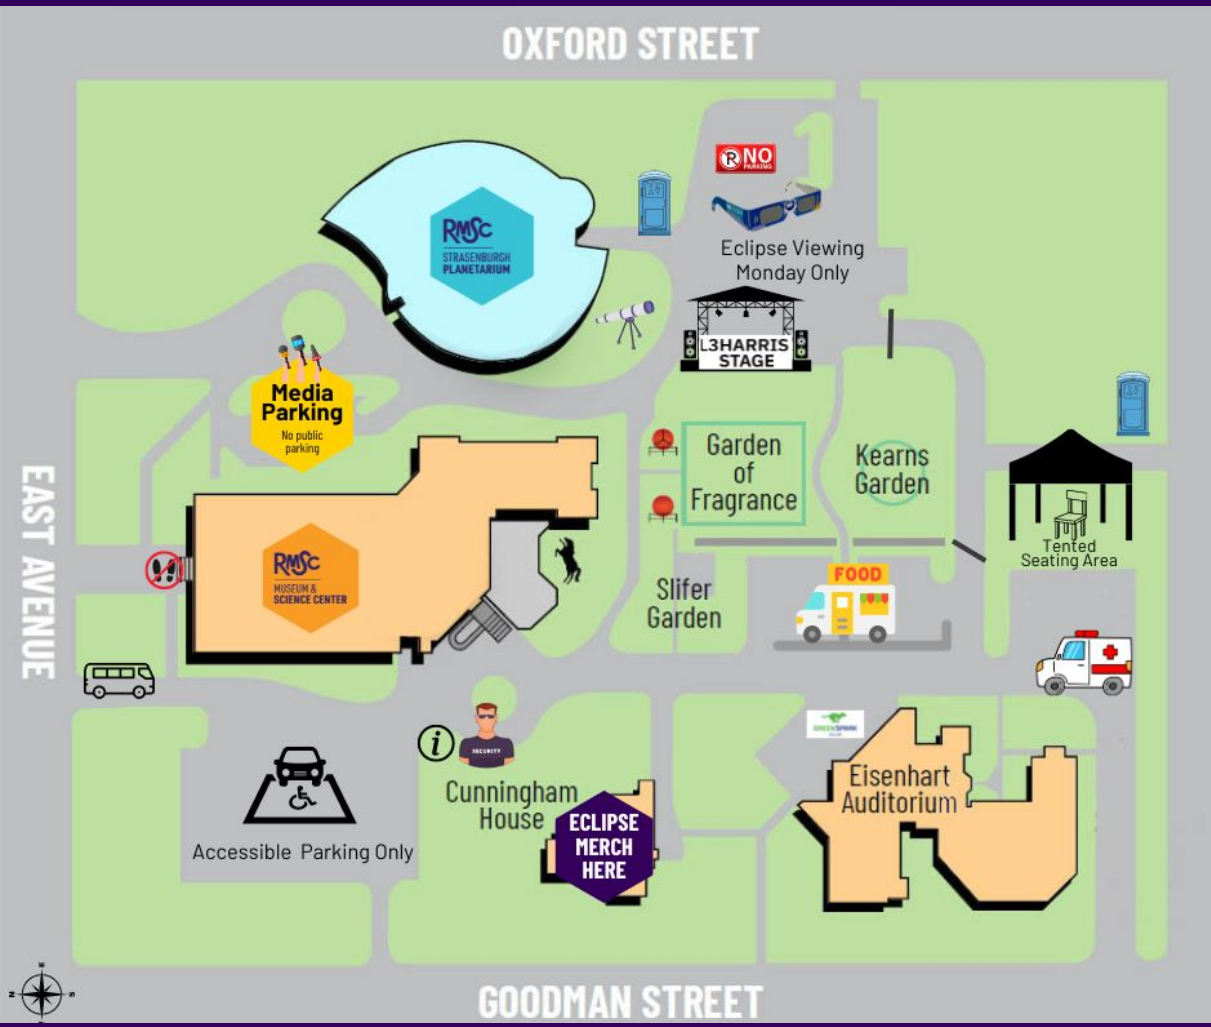 OXFORD STREET
NO
PARKING
RMSC
STRASENBURGH
PLANETARIUM
Eclipse Viewing
Monday Only
L3HARRIS
STAGE
Media
Parking
No public
parking
Garden
of
Fragrance
Kearns
Garden
EAST AVENUE
RMSC
MUSEUM &
SCIENCE CENTER
Tented
Seating Area
FOOD
Slifer
Garden
i
SECURITY
GREENSPARK
Cunningham
House
Eisenhart
Auditorium
ECLIPSE
MERCH
HERE
Accessible Parking Only
GOODMAN STREET